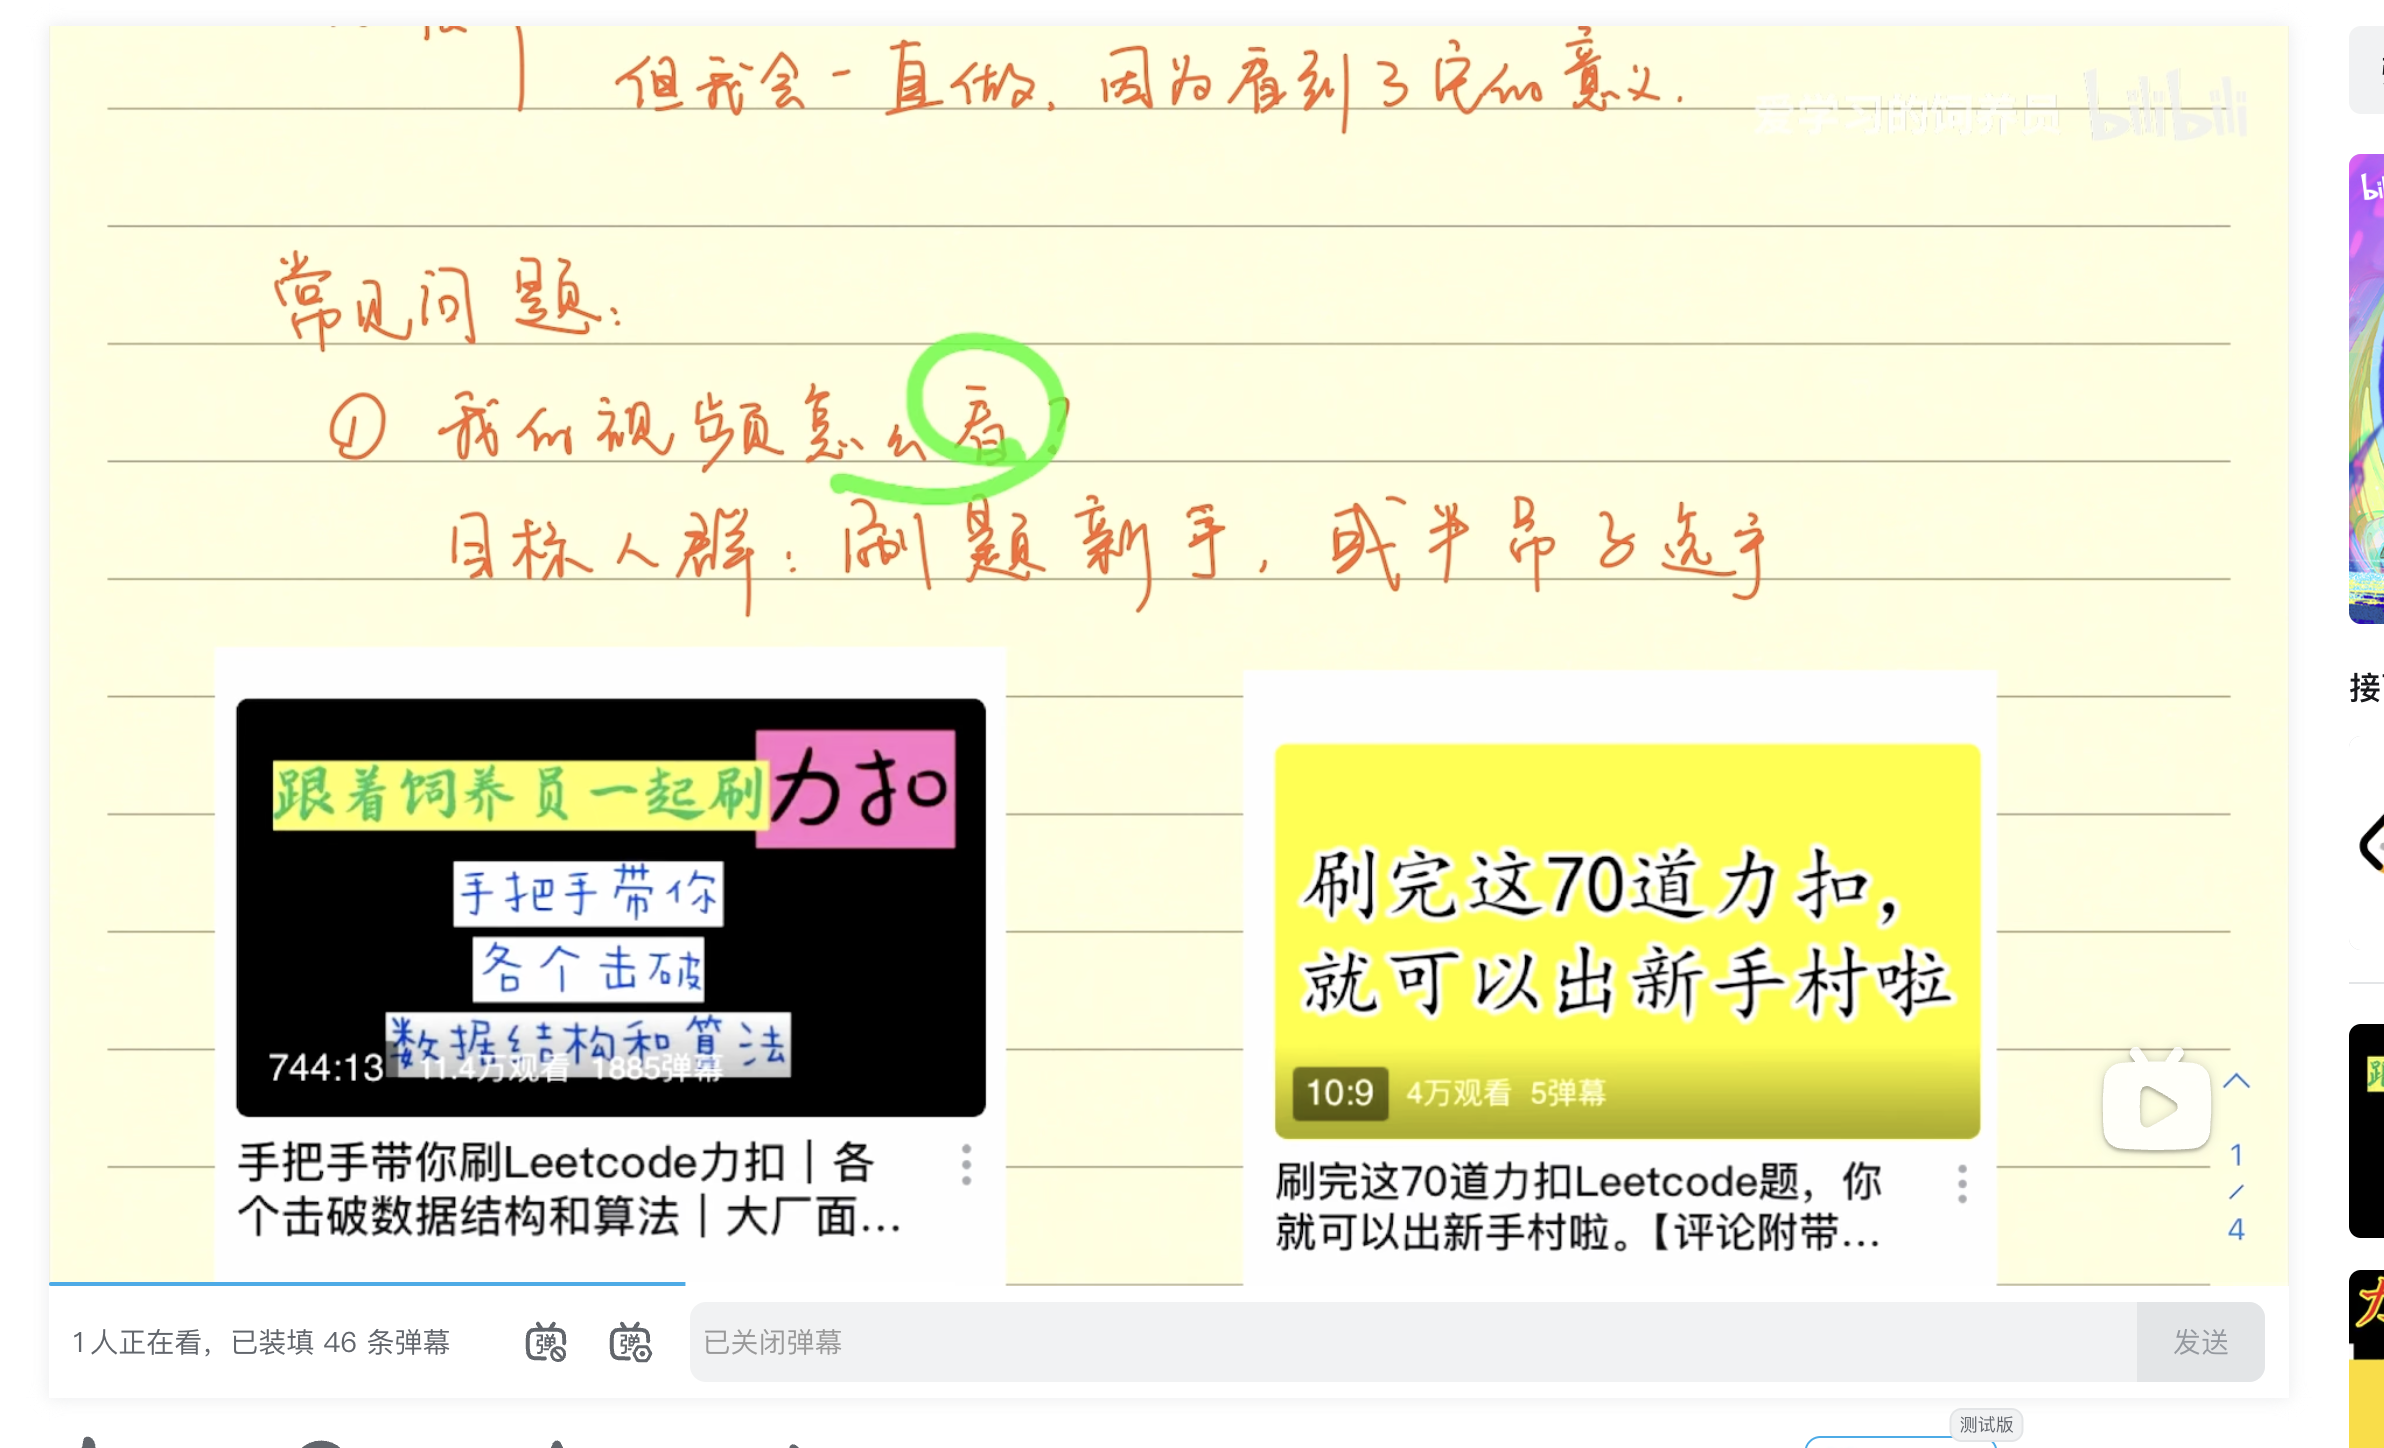 但我会一直做，因为看到了它的意义.
爱学习的饲养员 bilibili
常见问题：
① 我的视频怎么看？
目标人群：刷题新手，或半吊子选手
跟着饲养员一起刷力扣
手把手带你
各个击破
数据结构和算法
744:13 11.4万观看 1885弹幕
手把手带你刷Leetcode力扣｜各
个击破数据结构和算法｜大厂面...
刷完这70道力扣，
就可以出新手村啦
10:9 4万观看 5弹幕
刷完这70道力扣Leetcode题，你
就可以出新手村啦。【评论附带...
1
/
4
1人正在看，已装填 46 条弹幕
弹 弹
已关闭弹幕
发送
测试版
接